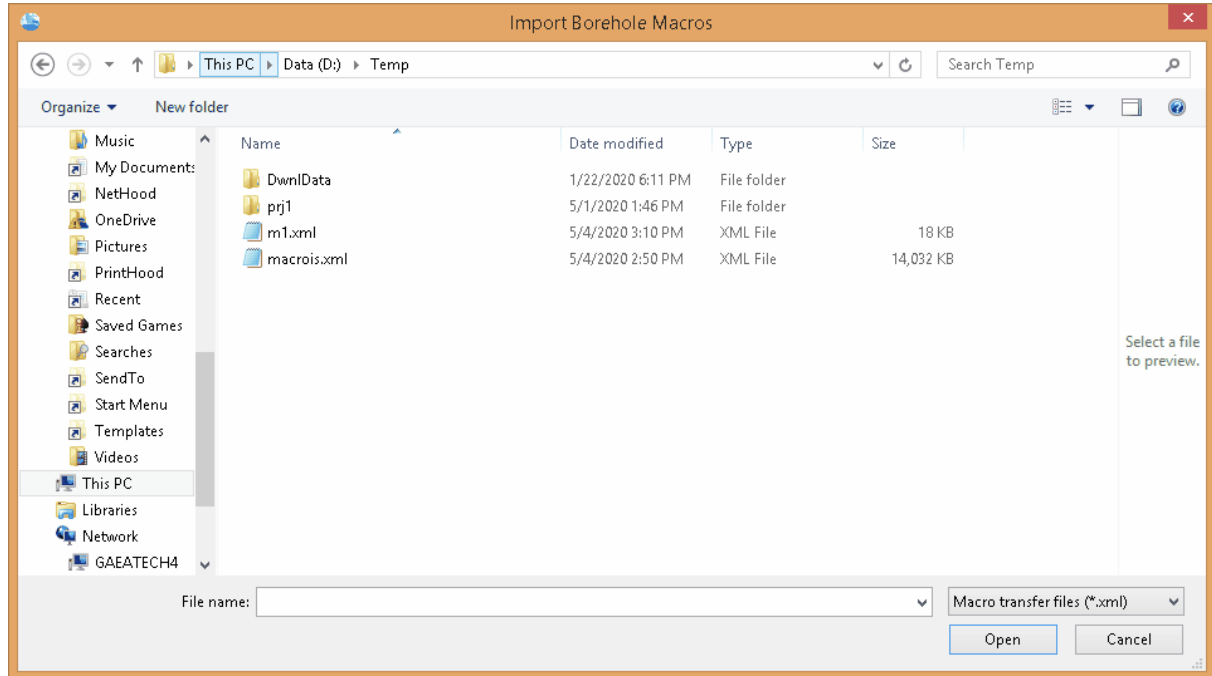 Import Borehole Macros
This PC Data (D:) Temp
Search Temp
Organize New folder
Name Date modified Type Size
DwnlData 1/22/2020 6:11 PM File folder
prj1 5/1/2020 1:46 PM File folder
m1.xml 5/4/2020 3:10 PM XML File 18 KB
macrois.xml 5/4/2020 2:50 PM XML File 14,032 KB
Music
My Documents
NetHood
OneDrive
Pictures
PrintHood
Recent
Saved Games
Searches
SendTo
Start Menu
Templates
Videos
This PC
Libraries
Network
GAEATECH4
Select a file
to preview.
File name:
Macro transfer files (*.xml)
Open Cancel